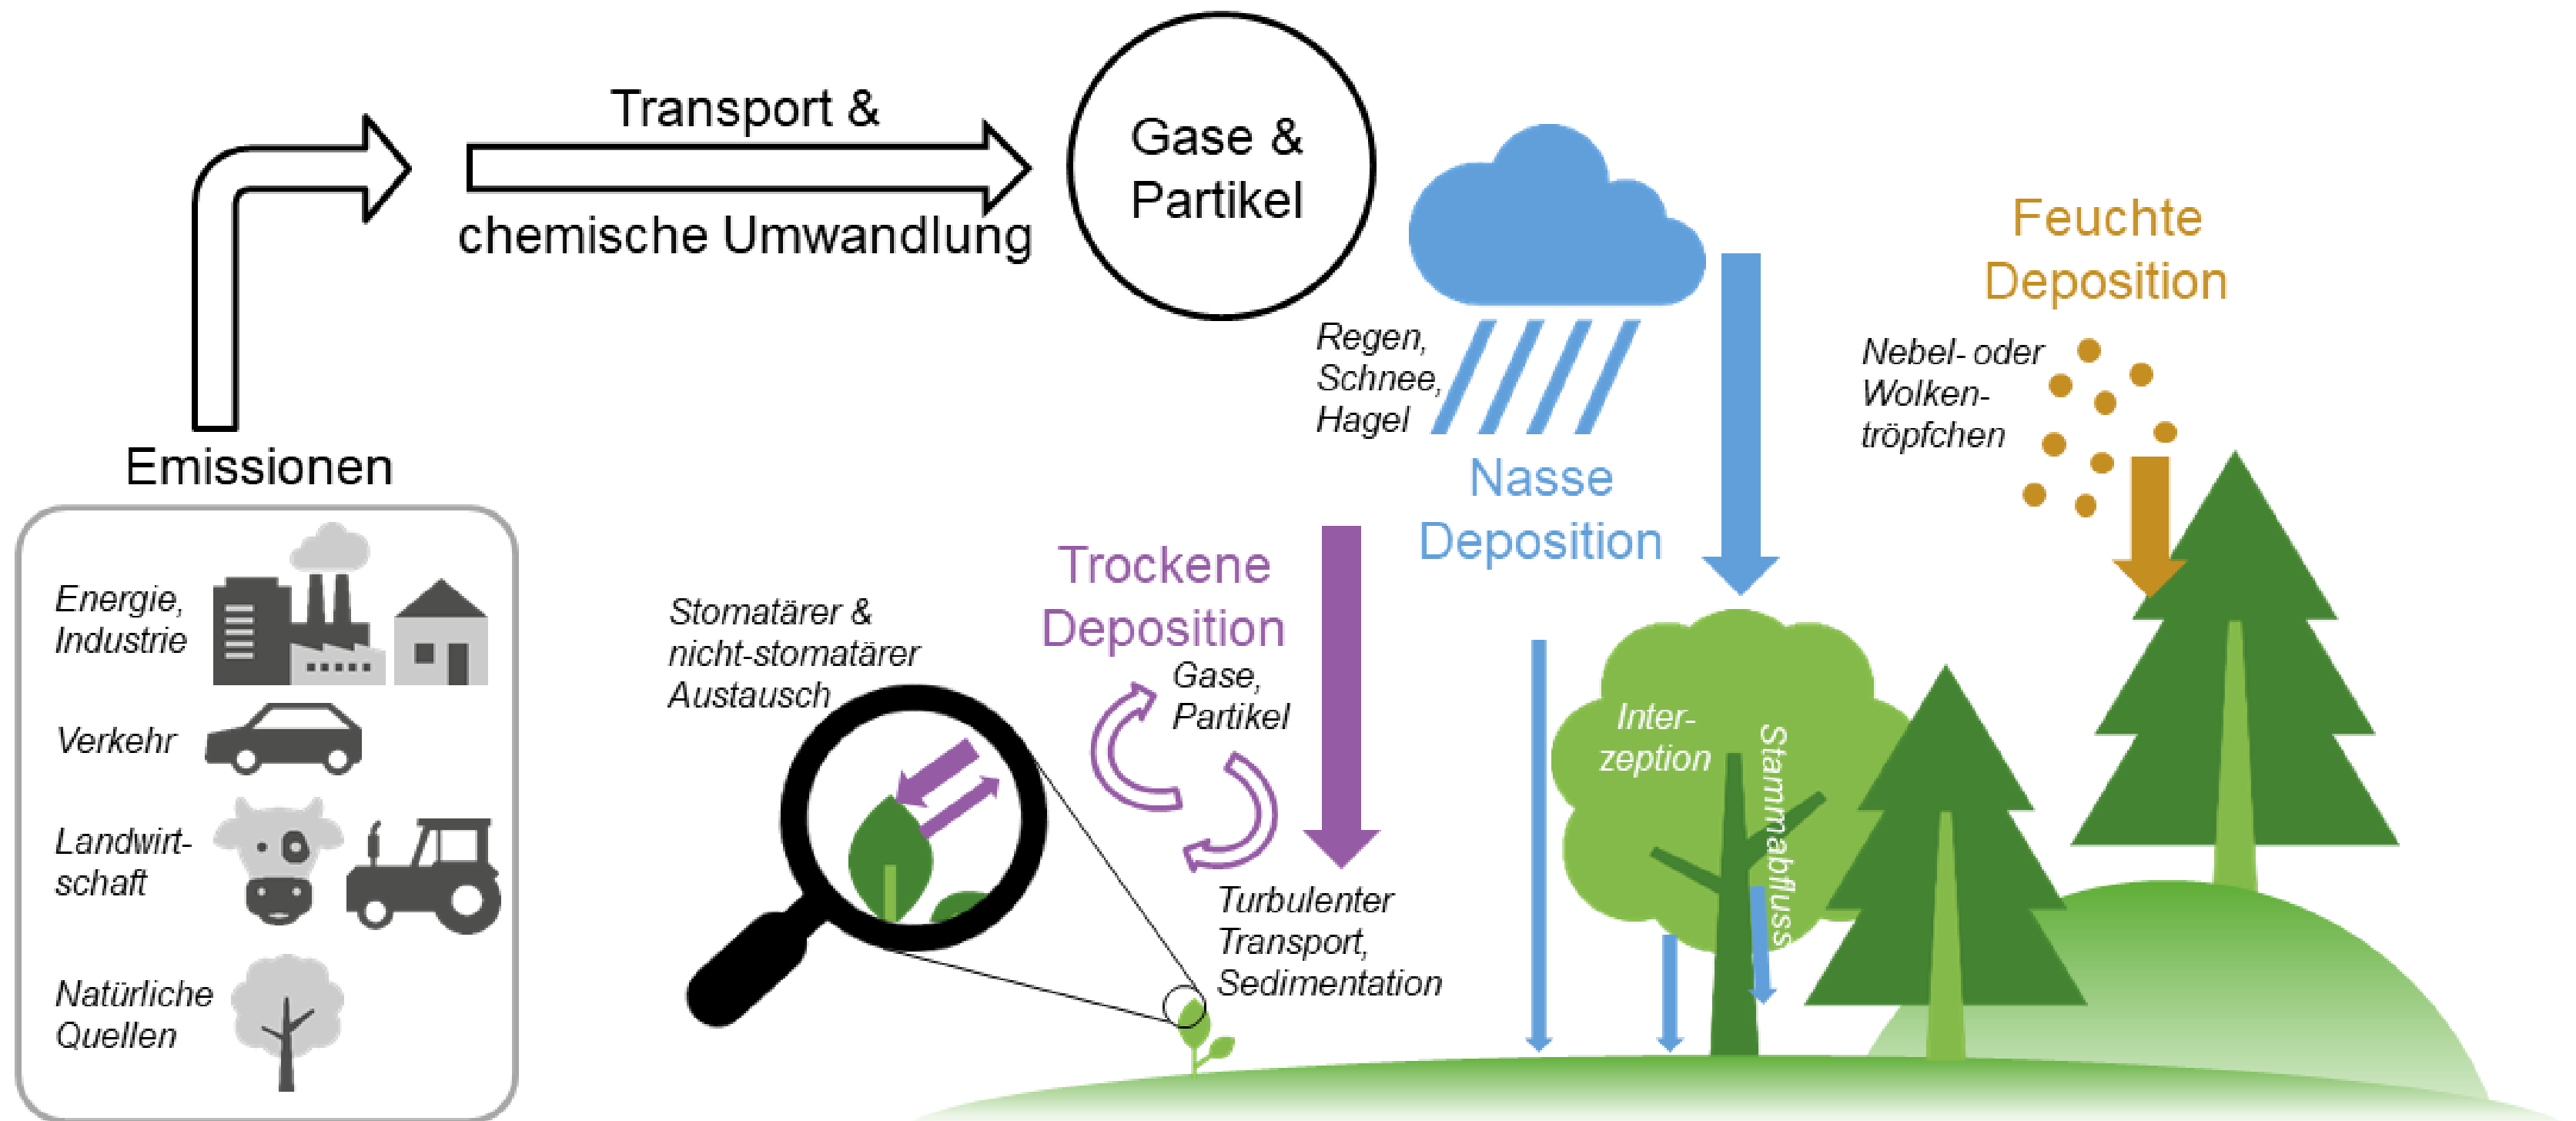 Transport &
chemische Umwandlung
Gase &
Partikel
Emissionen
Energie,
Industrie
Verkehr
Landwirt-
schaft
Natürliche
Quellen
Stomatärer &
nicht-stomatärer
Austausch
Trockene
Deposition
Gase,
Partikel
Turbulenter
Transport,
Sedimentation
Regen,
Schnee,
Hagel
Nasse
Deposition
Inter-
zeption
Stammabfluss
Feuchte
Deposition
Nebel- oder
Wolken-
tröpfchen